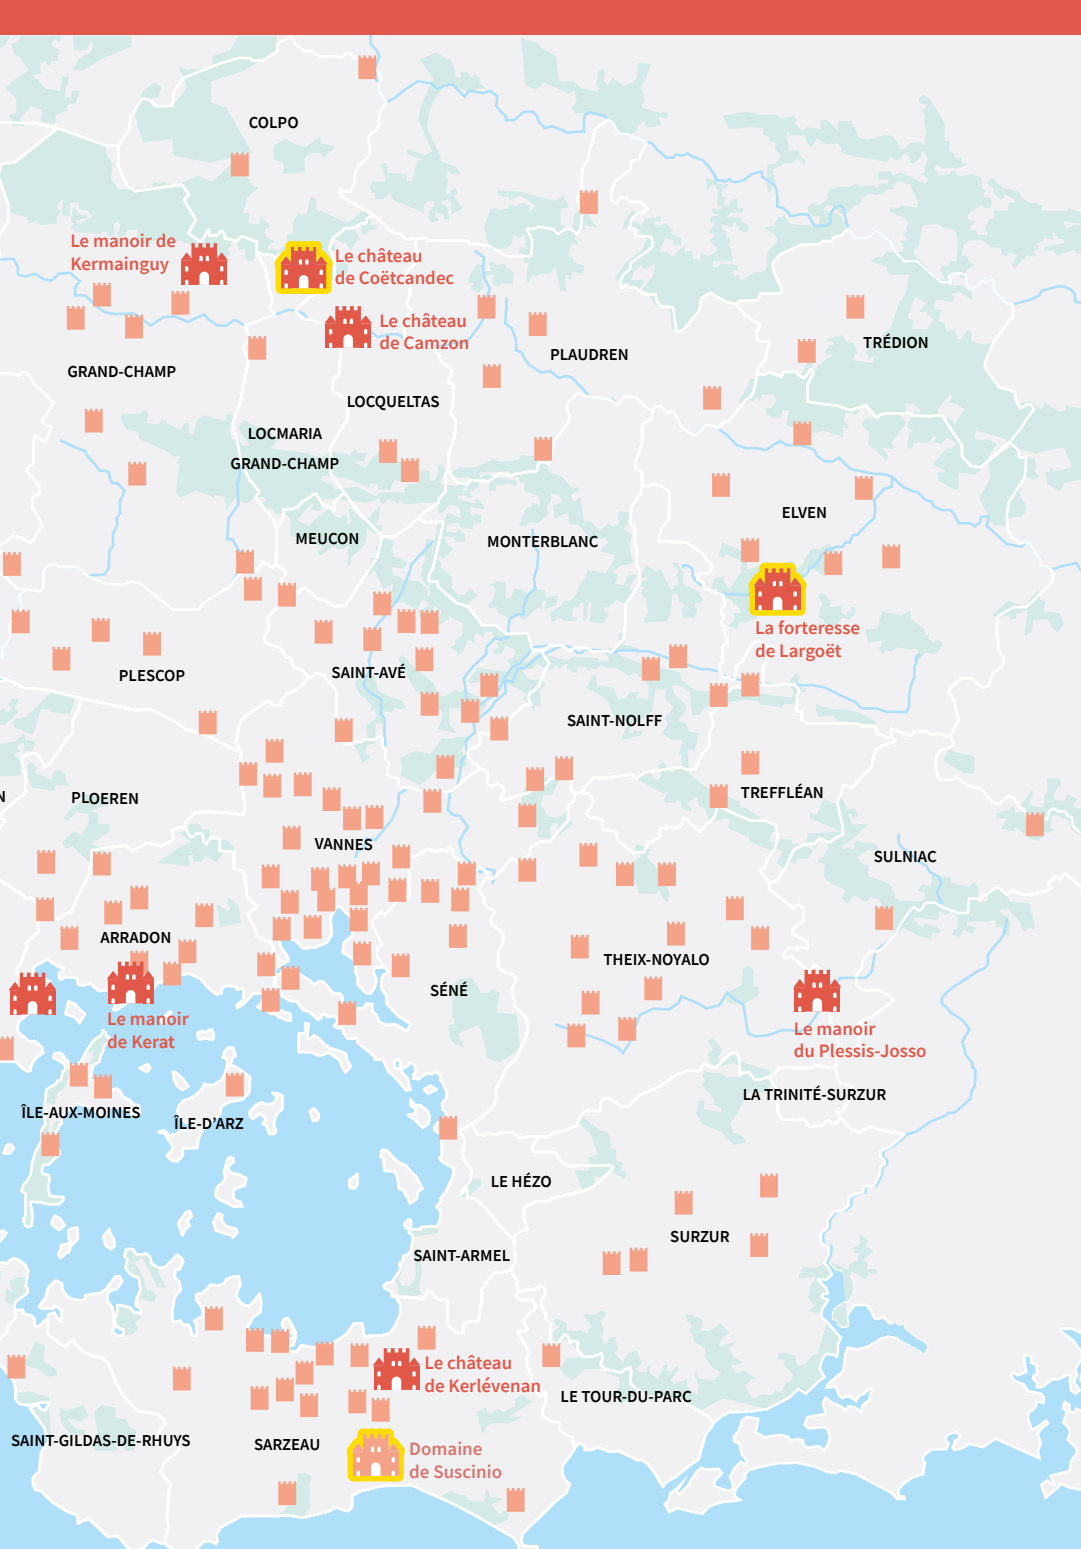 COLPO
Le manoir de
Kermainguy
Le château
de Coëtcandec
Le château
de Camzon
PLAUDREN
TRÉDION
GRAND-CHAMP
LOCQUELTAS
LOCMARIA
GRAND-CHAMP
ELVEN
MEUCON
MONTERBLANC
La forteresse
de Largoët
PLESCOP
SAINT-AVÉ
SAINT-NOLFF
TREFFLÉAN
N
PLOEREN
VANNES
SULNIAC
ARRADON
THEIX-NOYALO
SÉNÉ
Le manoir
de Kerat
Le manoir
du Plessis-Josso
LA TRINITÉ-SURZUR
ÎLE-AUX-MOINES
ÎLE-D'ARZ
LE HÉZO
SURZUR
SAINT-ARMEL
Le château
de Kerlévenan
LE TOUR-DU-PARC
SAINT-GILDAS-DE-RHUYS
SARZEAU
Domaine
de Suscinio